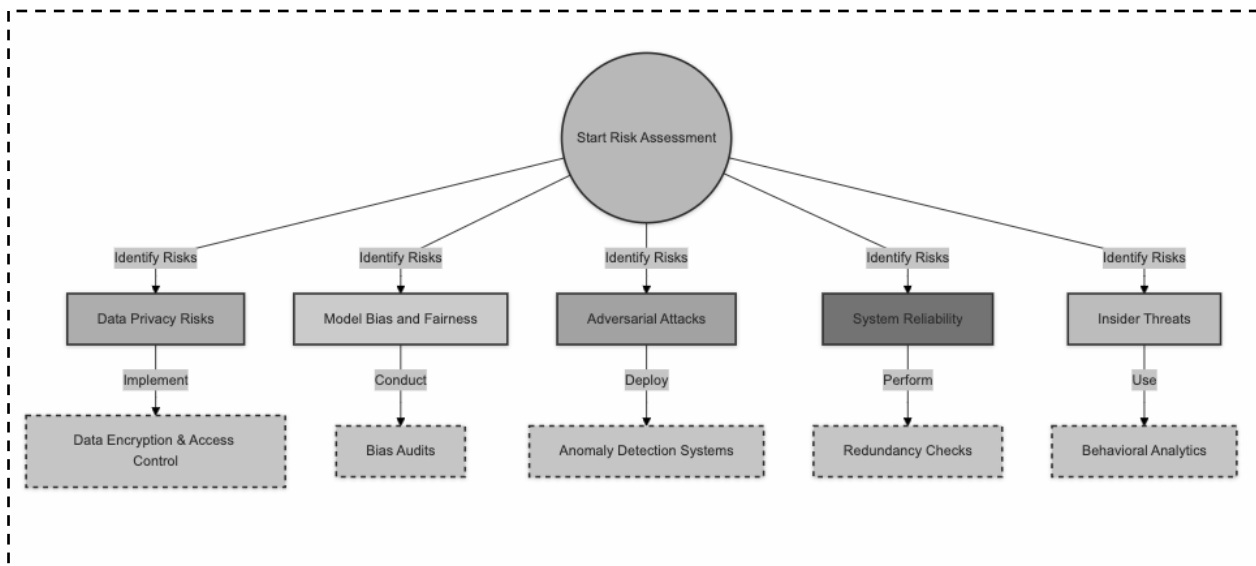 Start Risk Assessment
Identify Risks
Identify Risks
Identify Risks
Identify Risks
Identify Risks
Data Privacy Risks
Model Bias and Fairness
Adversarial Attacks
System Reliability
Insider Threats
Implement
Conduct
Deploy
Perform
Use
Data Encryption & Access
Control
Bias Audits
Anomaly Detection Systems
Redundancy Checks
Behavioral Analytics